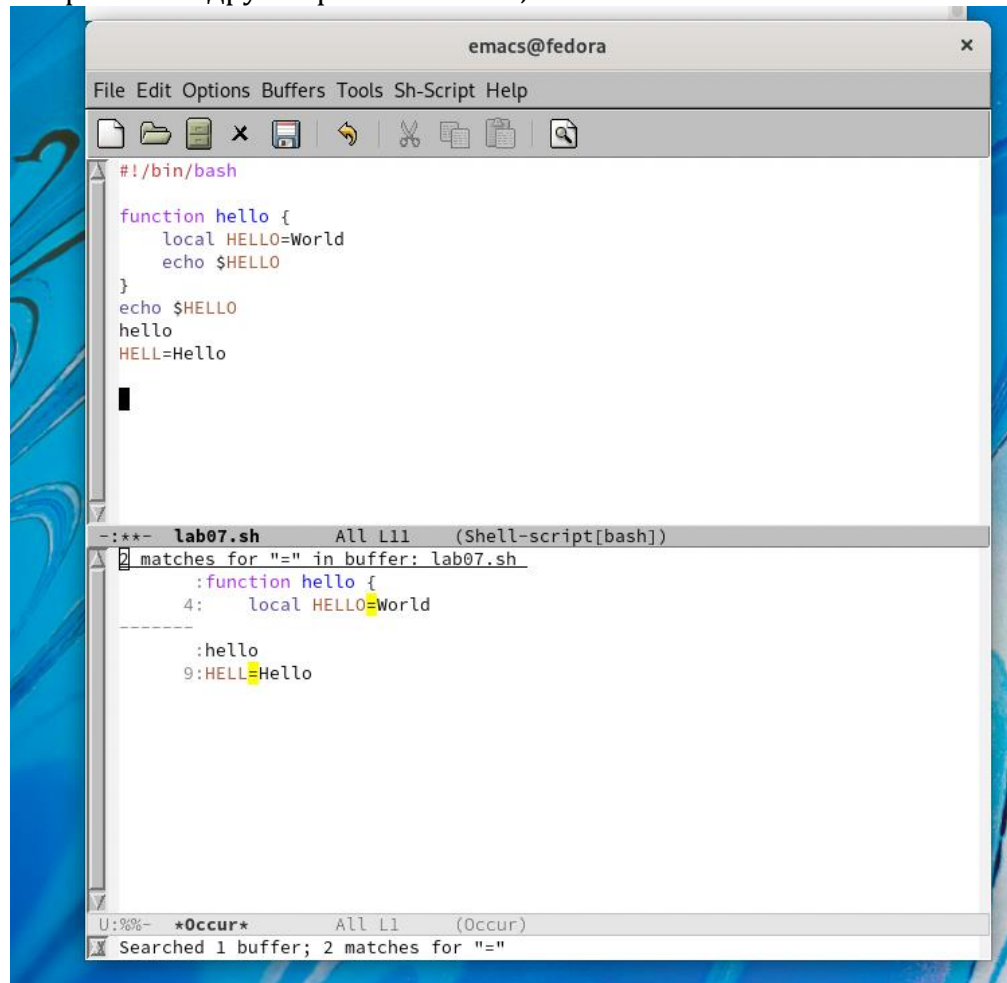 emacs@fedora ×
File Edit Options Buffers Tools Sh-Script Help
#!/bin/bash
function hello {
    local HELLO=World
    echo $HELLO
}
echo $HELLO
hello
HELL=Hello
-:**-  lab07.sh       All L11    (Shell-script[bash])
2 matches for "=" in buffer: lab07.sh
       :function hello {
      4:    local HELLO=World
-------
       :hello
      9:HELL=Hello
U:%%-  *Occur*        All L1     (Occur)
Searched 1 buffer; 2 matches for "="